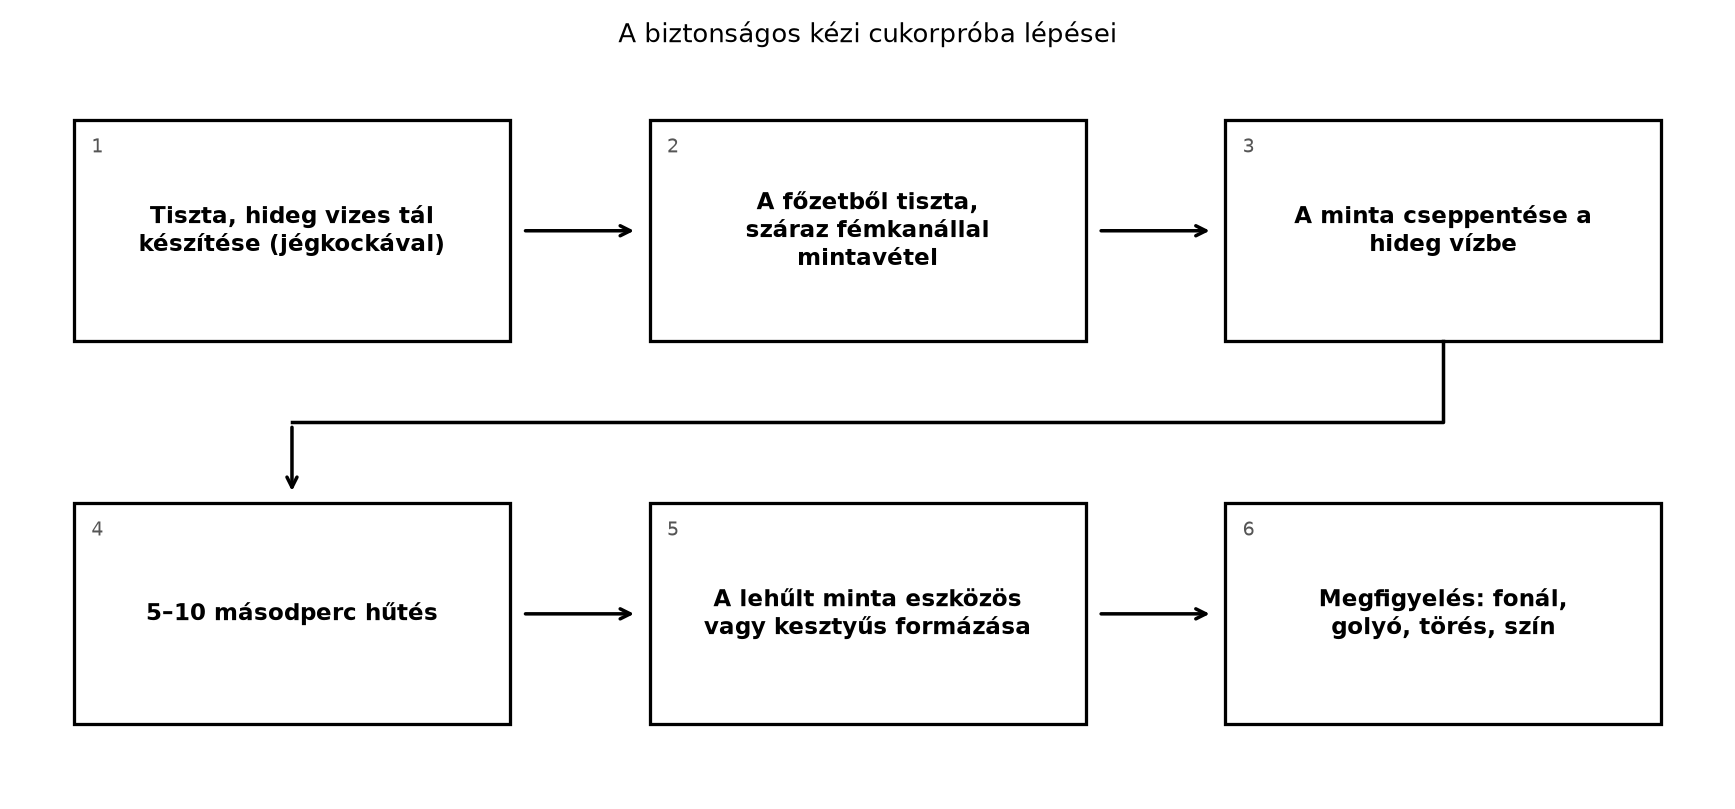 A biztonságos kézi cukorpróba lépései
1
Tiszta, hideg vizes tál
készítése (jégkockával)
2
A főzetből tiszta,
száraz fémkanállal
mintavétel
3
A minta cseppentése a
hideg vízbe
4
5–10 másodperc hűtés
5
A lehűlt minta eszközös
vagy kesztyűs formázása
6
Megfigyelés: fonál,
golyó, törés, szín